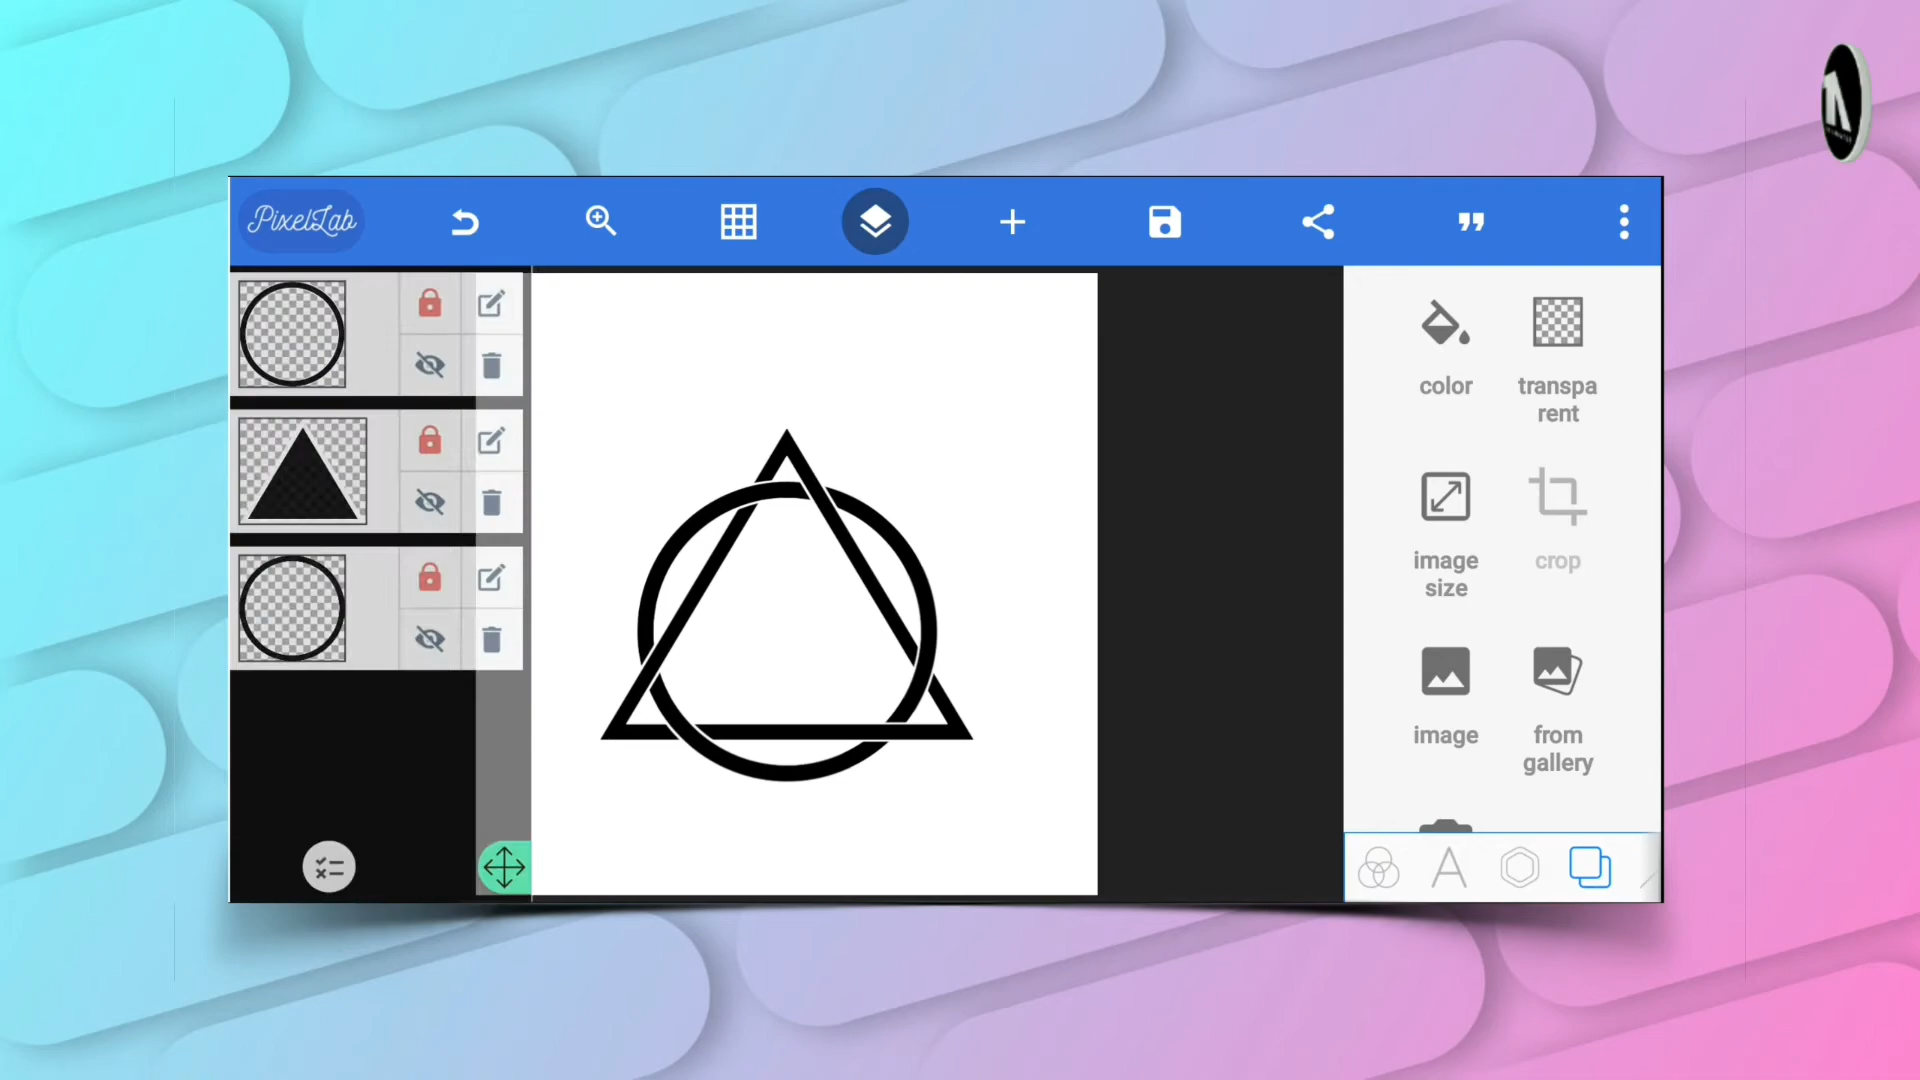 PixelLab
color
transpa
rent
image
size
crop
image
from
gallery